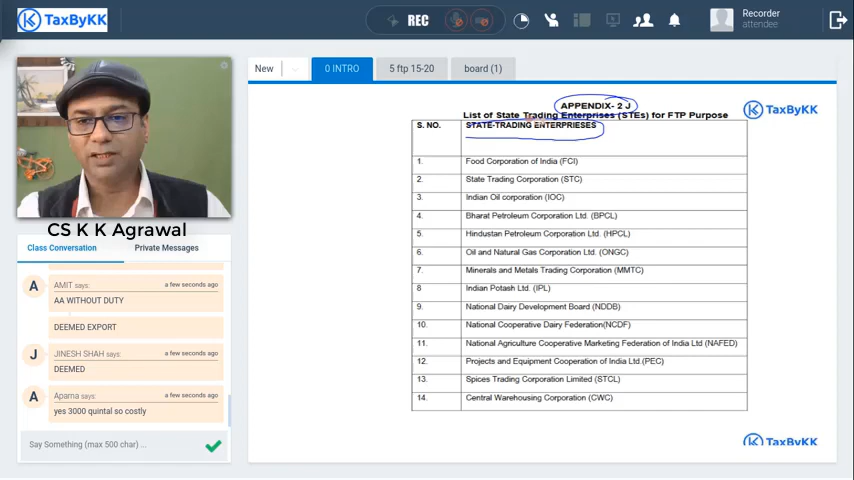 TaxByKK
REC
Recorder
attendee
New
0 INTRO
5 ftp 15-20
board (1)
CS K K Agrawal
Class Conversation
Private Messages
A
AMIT says:
a few seconds ago
AA WITHOUT DUTY
DEEMED EXPORT
J
JINESH SHAH says:
a few seconds ago
DEEMED
A
Aparna says:
a few seconds ago
yes 3000 quintal so costly
Say Something (max 500 char) ...
APPENDIX- 2 J
List of State Trading Enterprises (STEs) for FTP Purpose
TaxByKK
S. NO.
STATE-TRADING ENTERPRIESES
1. Food Corporation of India (FCI)
2. State Trading Corporation (STC)
3. Indian Oil corporation (IOC)
4. Bharat Petroleum Corporation Ltd. (BPCL)
5. Hindustan Petroleum Corporation Ltd. (HPCL)
6. Oil and Natural Gas Corporation Ltd. (ONGC)
7. Minerals and Metals Trading Corporation (MMTC)
8 Indian Potash Ltd. (IPL)
9. National Dairy Development Board (NDDB)
10. National Cooperative Dairy Federation(NCDF)
11. National Agriculture Cooperative Marketing Federation of India Ltd (NAFED)
12. Projects and Equipment Cooperation of India Ltd.(PEC)
13. Spices Trading Corporation Limited (STCL)
14. Central Warehousing Corporation (CWC)
TaxByKK